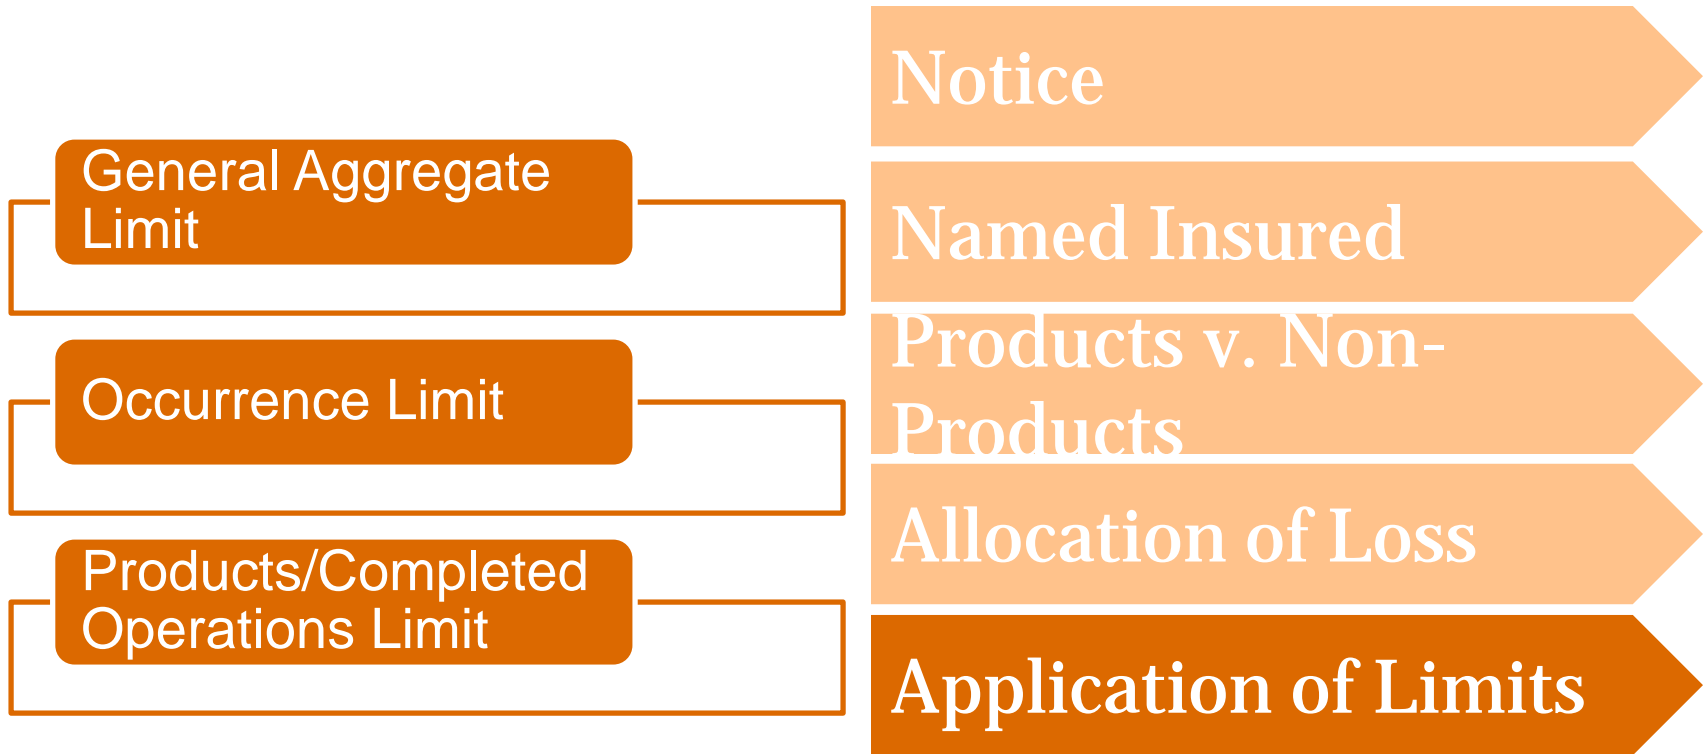 General Aggregate
Limit
Occurrence Limit
Products/Completed
Operations Limit
Notice
Named Insured
Products v. Non-
Products
Allocation of Loss
Application of Limits